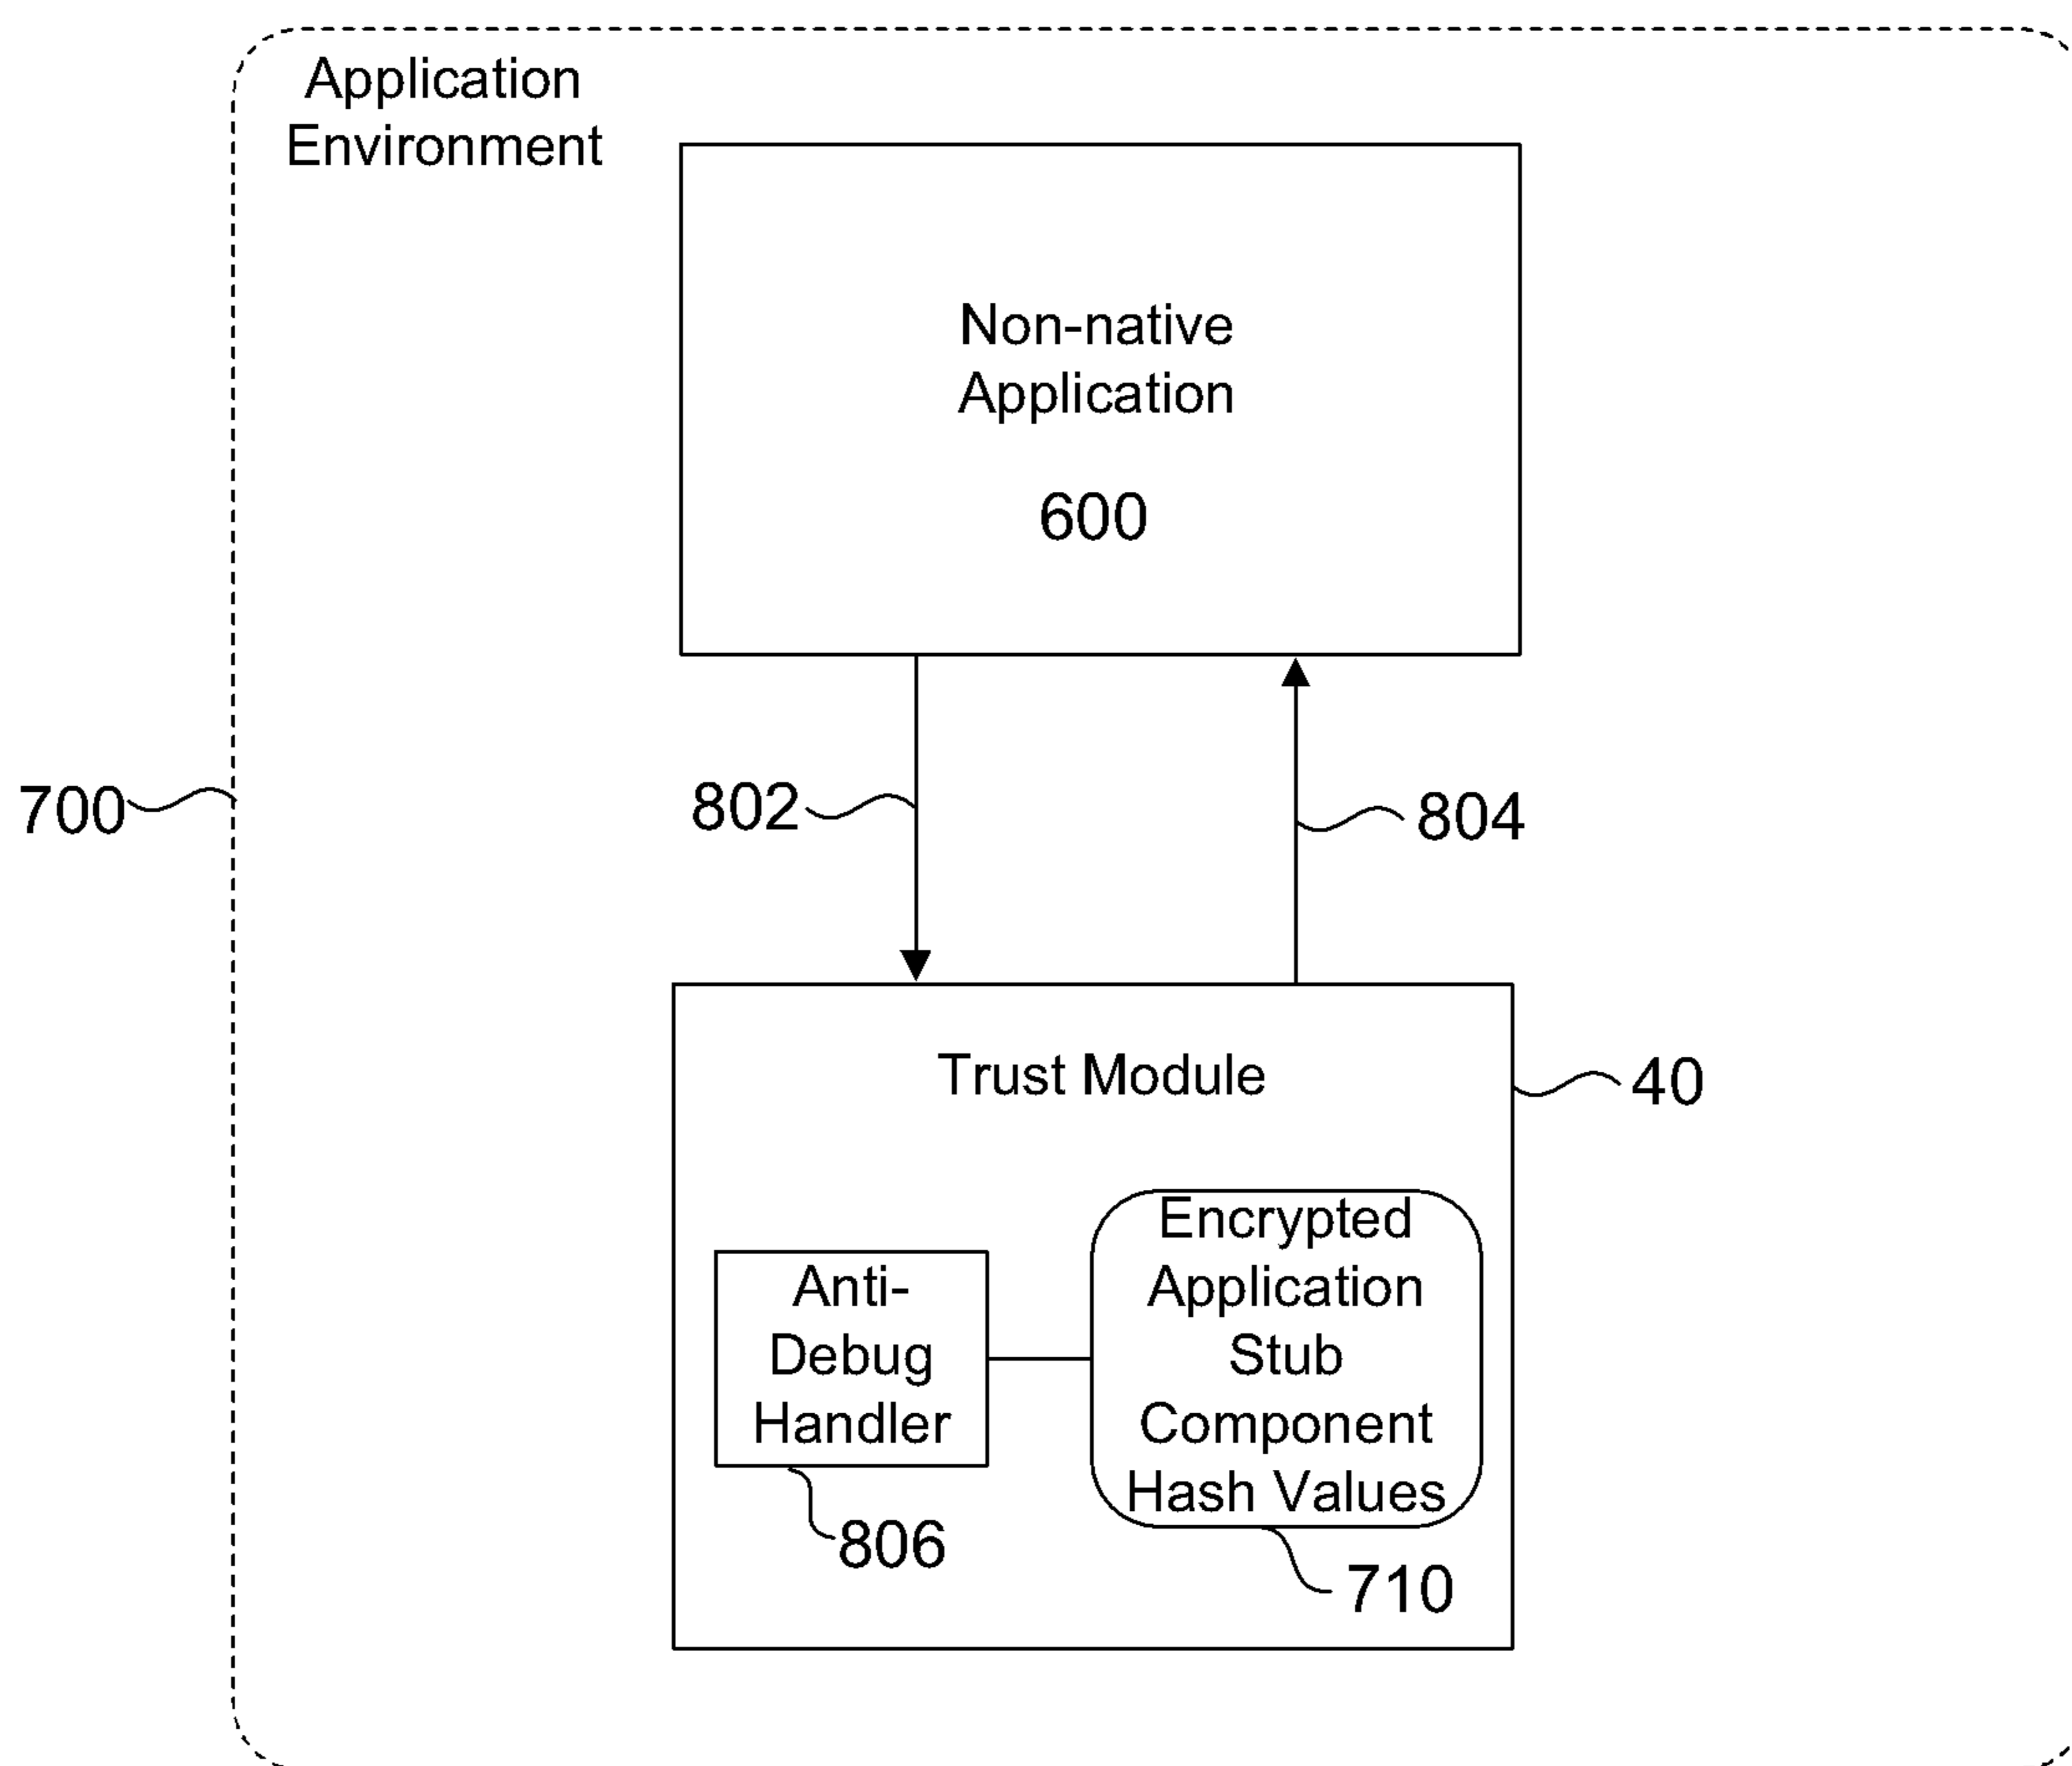 Application
Environment
Non-native
Application
600
700
802
804
Trust Module
40
Anti-
Debug
Handler
806
Encrypted
Application
Stub
Component
Hash Values
710